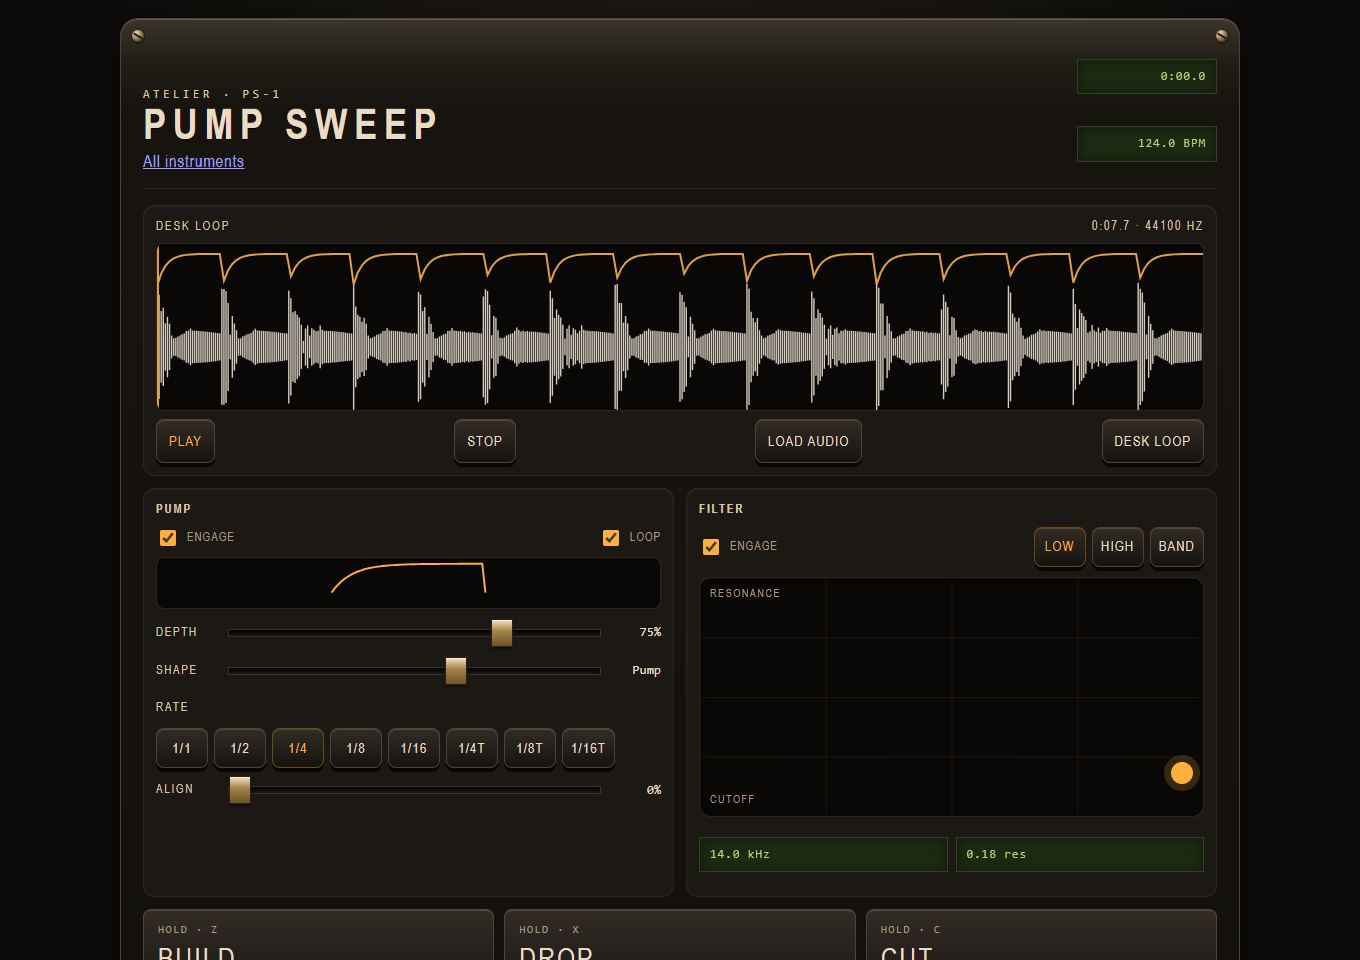 ATELIER · PS-1
PUMP SWEEP
All instruments
0:00.0
124.0 BPM
DESK LOOP
0:07.7 · 44100 HZ
PLAY
STOP
LOAD AUDIO
DESK LOOP
PUMP
ENGAGE
LOOP
DEPTH
75%
SHAPE
Pump
RATE
1/1
1/2
1/4
1/8
1/16
1/4T
1/8T
1/16T
ALIGN
0%
FILTER
ENGAGE
LOW
HIGH
BAND
RESONANCE
CUTOFF
14.0 kHz
0.18 res
HOLD · Z
BUILD
HOLD · X
DROP
HOLD · C
CUT